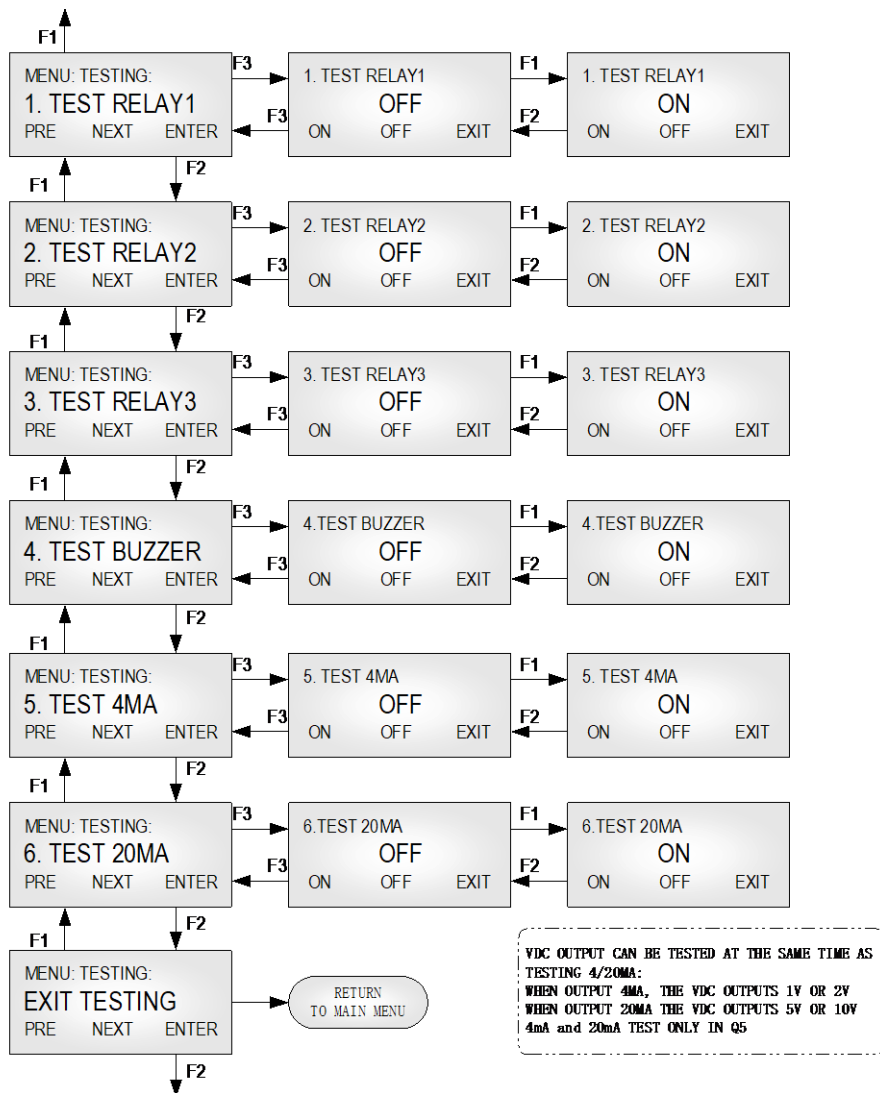 F1
MENU: TESTING:
1. TEST RELAY1
PRE NEXT ENTER
F3
F3
1. TEST RELAY1
OFF
ON OFF EXIT
F1
F2
1. TEST RELAY1
ON
ON OFF EXIT
F1
F2
MENU: TESTING:
2. TEST RELAY2
PRE NEXT ENTER
F3
F3
2. TEST RELAY2
OFF
ON OFF EXIT
F1
F2
2. TEST RELAY2
ON
ON OFF EXIT
F1
F2
MENU: TESTING:
3. TEST RELAY3
PRE NEXT ENTER
F3
F3
3. TEST RELAY3
OFF
ON OFF EXIT
F1
F2
3. TEST RELAY3
ON
ON OFF EXIT
F1
F2
MENU: TESTING:
4. TEST BUZZER
PRE NEXT ENTER
F3
F3
4.TEST BUZZER
OFF
ON OFF EXIT
F1
F2
4.TEST BUZZER
ON
ON OFF EXIT
F1
F2
MENU: TESTING:
5. TEST 4MA
PRE NEXT ENTER
F3
F3
5. TEST 4MA
OFF
ON OFF EXIT
F1
F2
5. TEST 4MA
ON
ON OFF EXIT
F1
F2
MENU: TESTING:
6. TEST 20MA
PRE NEXT ENTER
F3
F3
6.TEST 20MA
OFF
ON OFF EXIT
F1
F2
6.TEST 20MA
ON
ON OFF EXIT
F1
F2
MENU: TESTING:
EXIT TESTING
PRE NEXT ENTER
RETURN
TO MAIN MENU
F2
VDC OUTPUT CAN BE TESTED AT THE SAME TIME AS
TESTING 4/20MA:
WHEN OUTPUT 4MA, THE VDC OUTPUTS 1V OR 2V
WHEN OUTPUT 20MA THE VDC OUTPUTS 5V OR 10V
4mA and 20mA TEST ONLY IN Q5